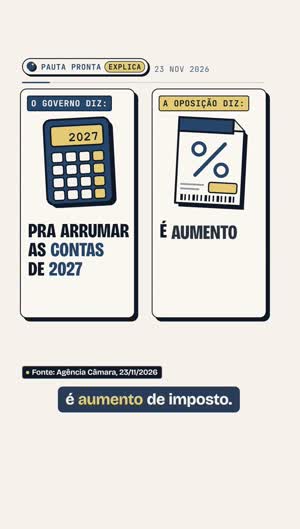 PAUTA PRONTA EXPLICA 23 NOV 2026
O GOVERNO DIZ:
2027
PRA ARRUMAR
AS CONTAS
DE 2027
A OPOSIÇÃO DIZ:
%
É AUMENTO
Fonte: Agência Câmara, 23/11/2026
é aumento de imposto.